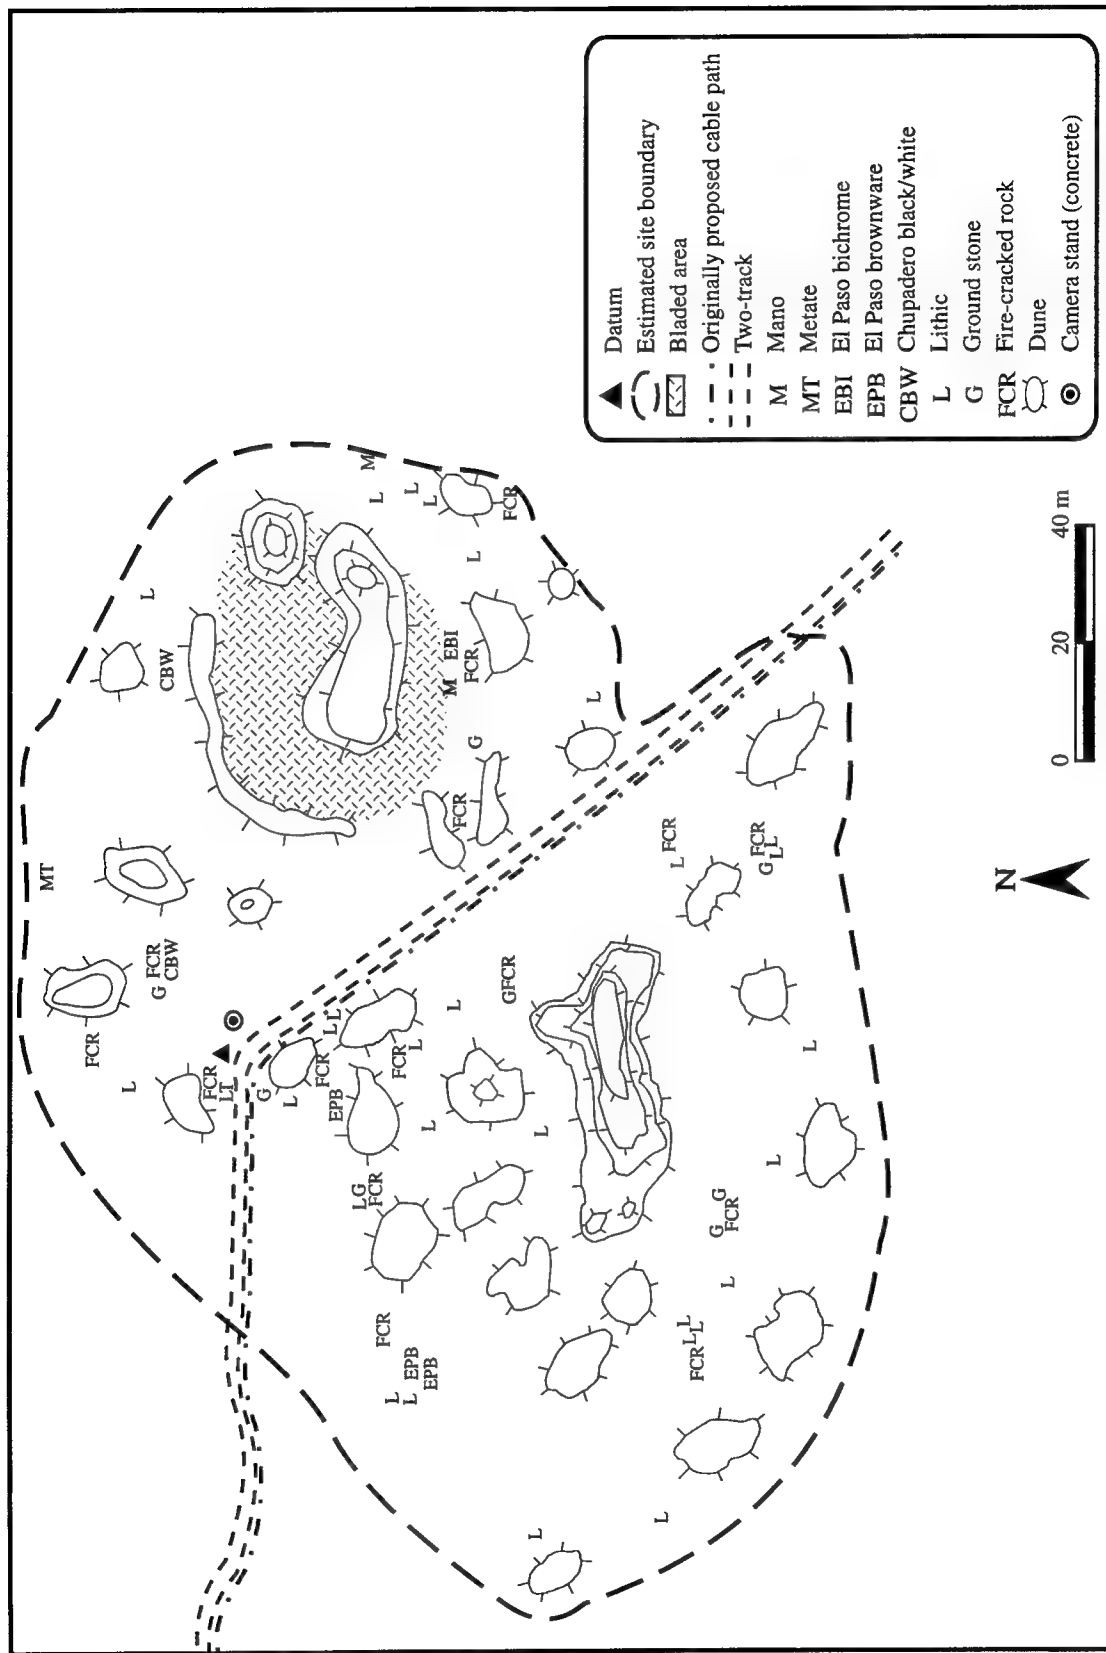 MT
FCR
L
L
G FCR
CBW
CBW
FCR
LT
G
L
FCR
L
L
EPB
LG
FCR
M
L
FCR
L
L EPB
EPB
FCR
L
L
L
L
M EBI
FCR
L
FCR
G
L
GFCR
FCR
L
L
L
L
L FCR
FCR L L
L
G G
FCR
L
G FCR
L L
L
L
N
0 20 40 m
Datum
Estimated site boundary
Bladed area
Originally proposed cable path
Two-track
M Mano
MT Metate
EBI El Paso bichrome
EPB El Paso brownware
CBW Chupadero black/white
L Lithic
G Ground stone
FCR Fire-cracked rock
Dune
Camera stand (concrete)